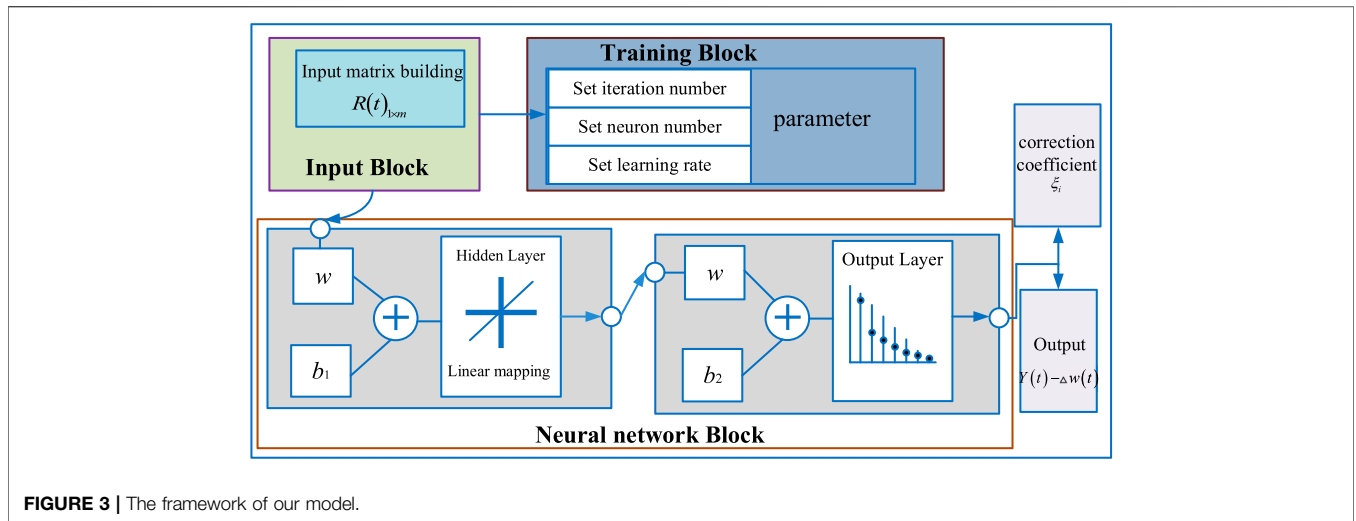 Input matrix building
R(t)1×m
Input Block
Training Block
Set iteration number
Set neuron number
Set learning rate
parameter
correction
coefficient
ξi
w
b1
Hidden Layer
Linear mapping
w
b2
Output Layer
Output
Y(t)−△w(t)
Neural network Block
FIGURE 3 | The framework of our model.